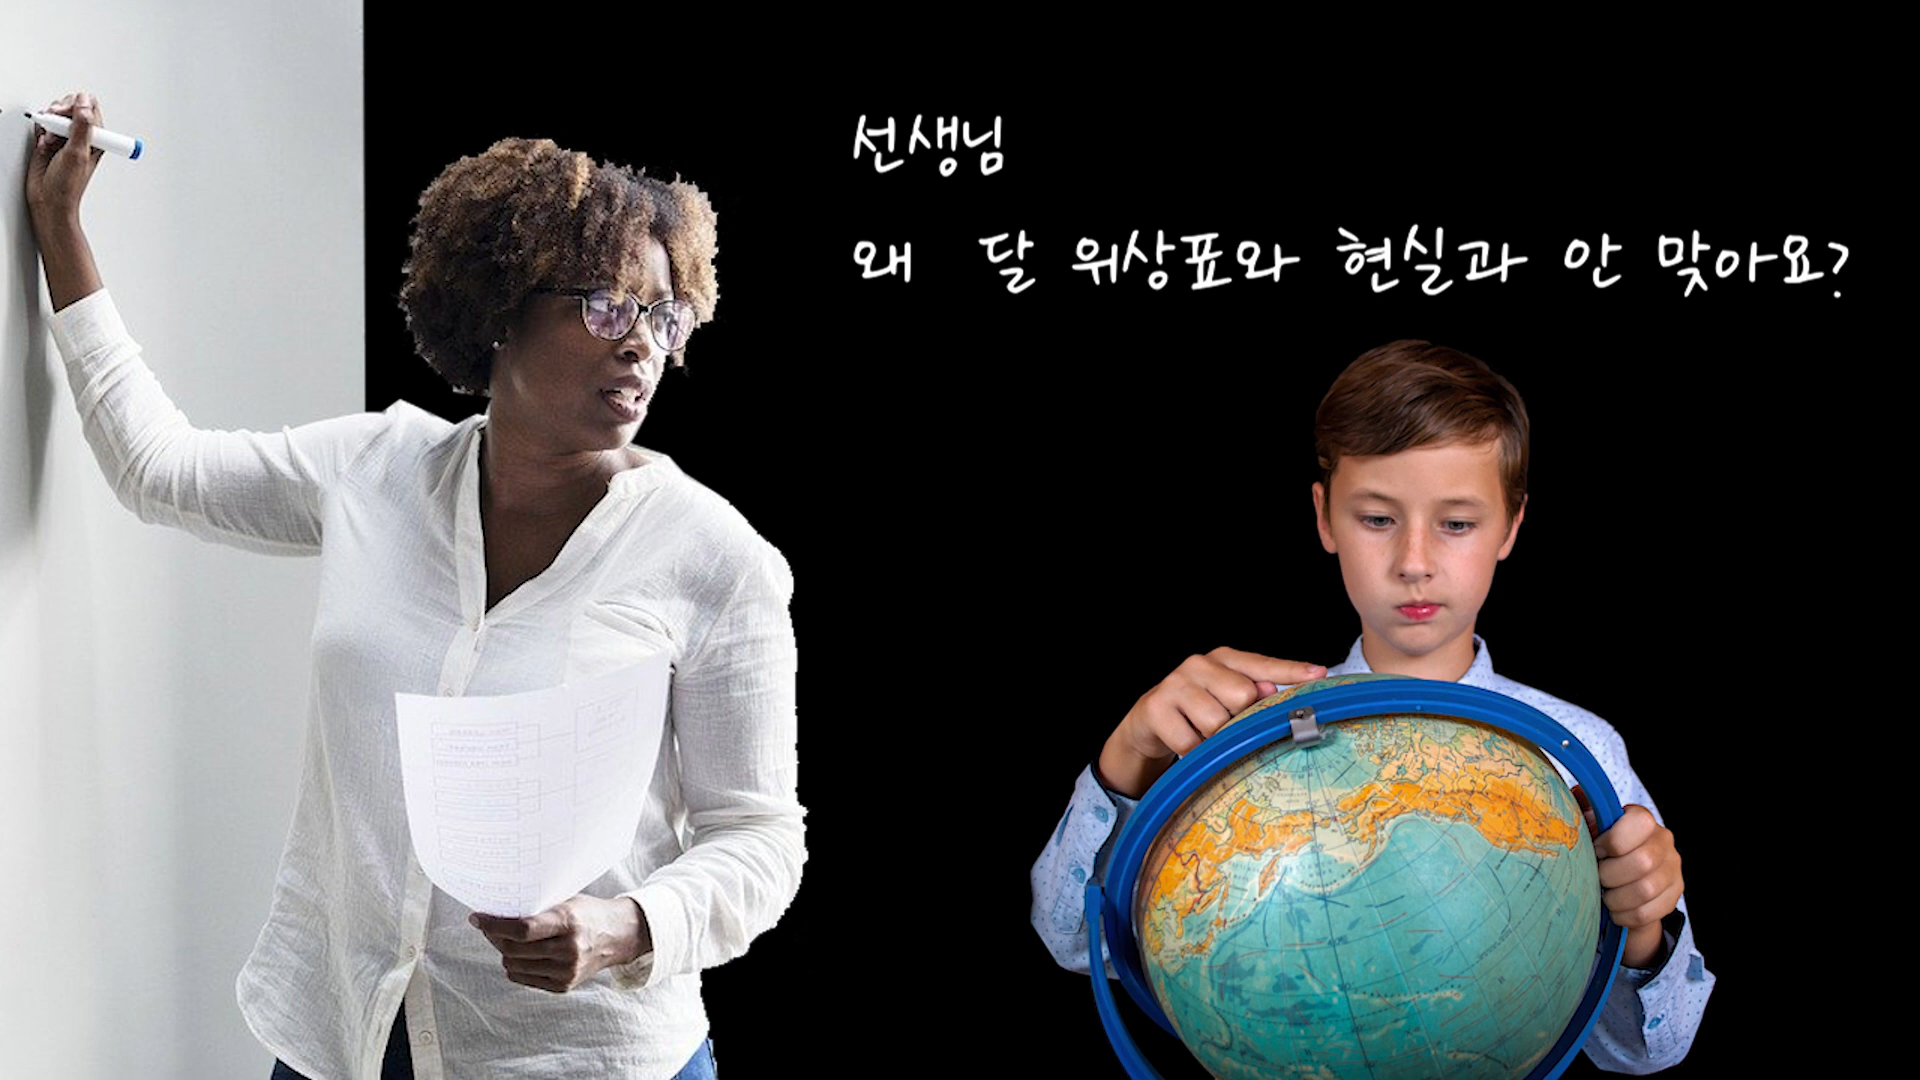 선생님
왜 달 위상표와 현실과 안 맞아요?